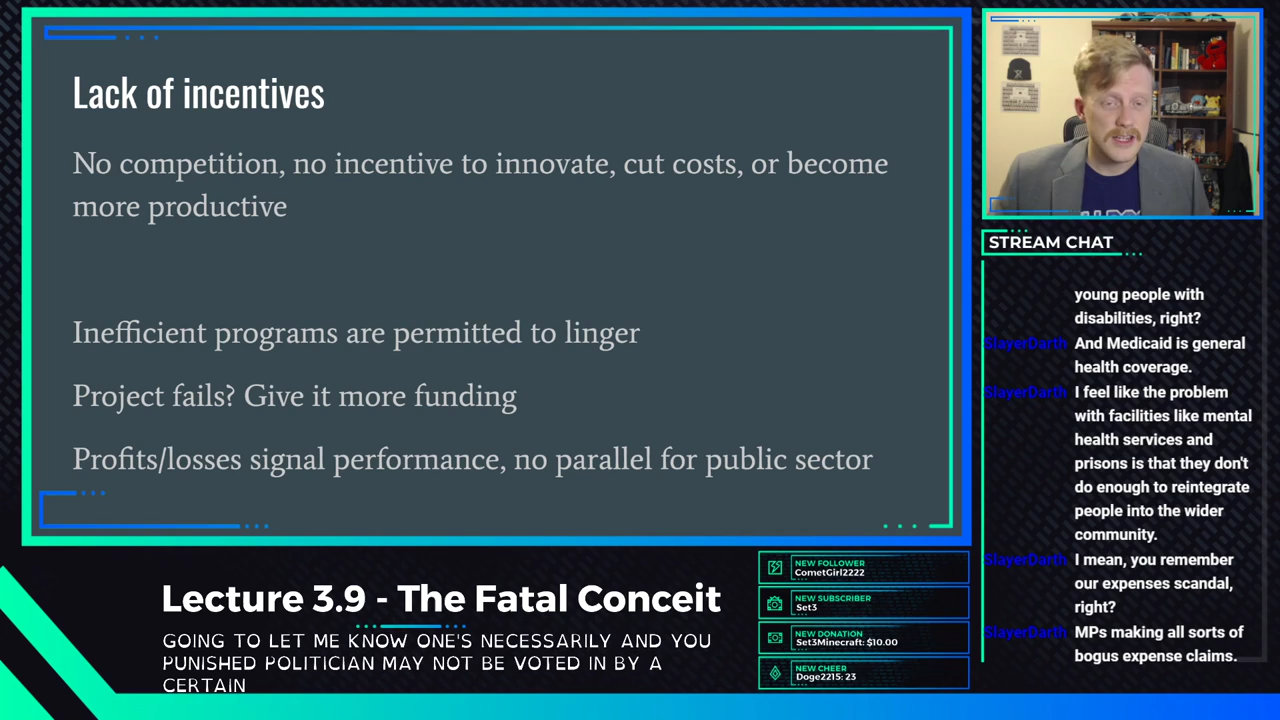 Lack of incentives
No competition, no incentive to innovate, cut costs, or become
more productive
Inefficient programs are permitted to linger
Project fails? Give it more funding
Profits/losses signal performance, no parallel for public sector
STREAM CHAT
young people with
disabilities, right?
SlayerDarth And Medicaid is general
health coverage.
SlayerDarth I feel like the problem
with facilities like mental
health services and
prisons is that they don't
do enough to reintegrate
people into the wider
community.
SlayerDarth I mean, you remember
our expenses scandal,
right?
SlayerDarth MPs making all sorts of
bogus expense claims.
Lecture 3.9 - The Fatal Conceit
GOING TO LET ME KNOW ONE'S NECESSARILY AND YOU
PUNISHED POLITICIAN MAY NOT BE VOTED IN BY A
CERTAIN
NEW FOLLOWER
CometGirl2222
NEW SUBSCRIBER
Set3
NEW DONATION
Set3Minecraft: $10.00
NEW CHEER
Doge2215: 23